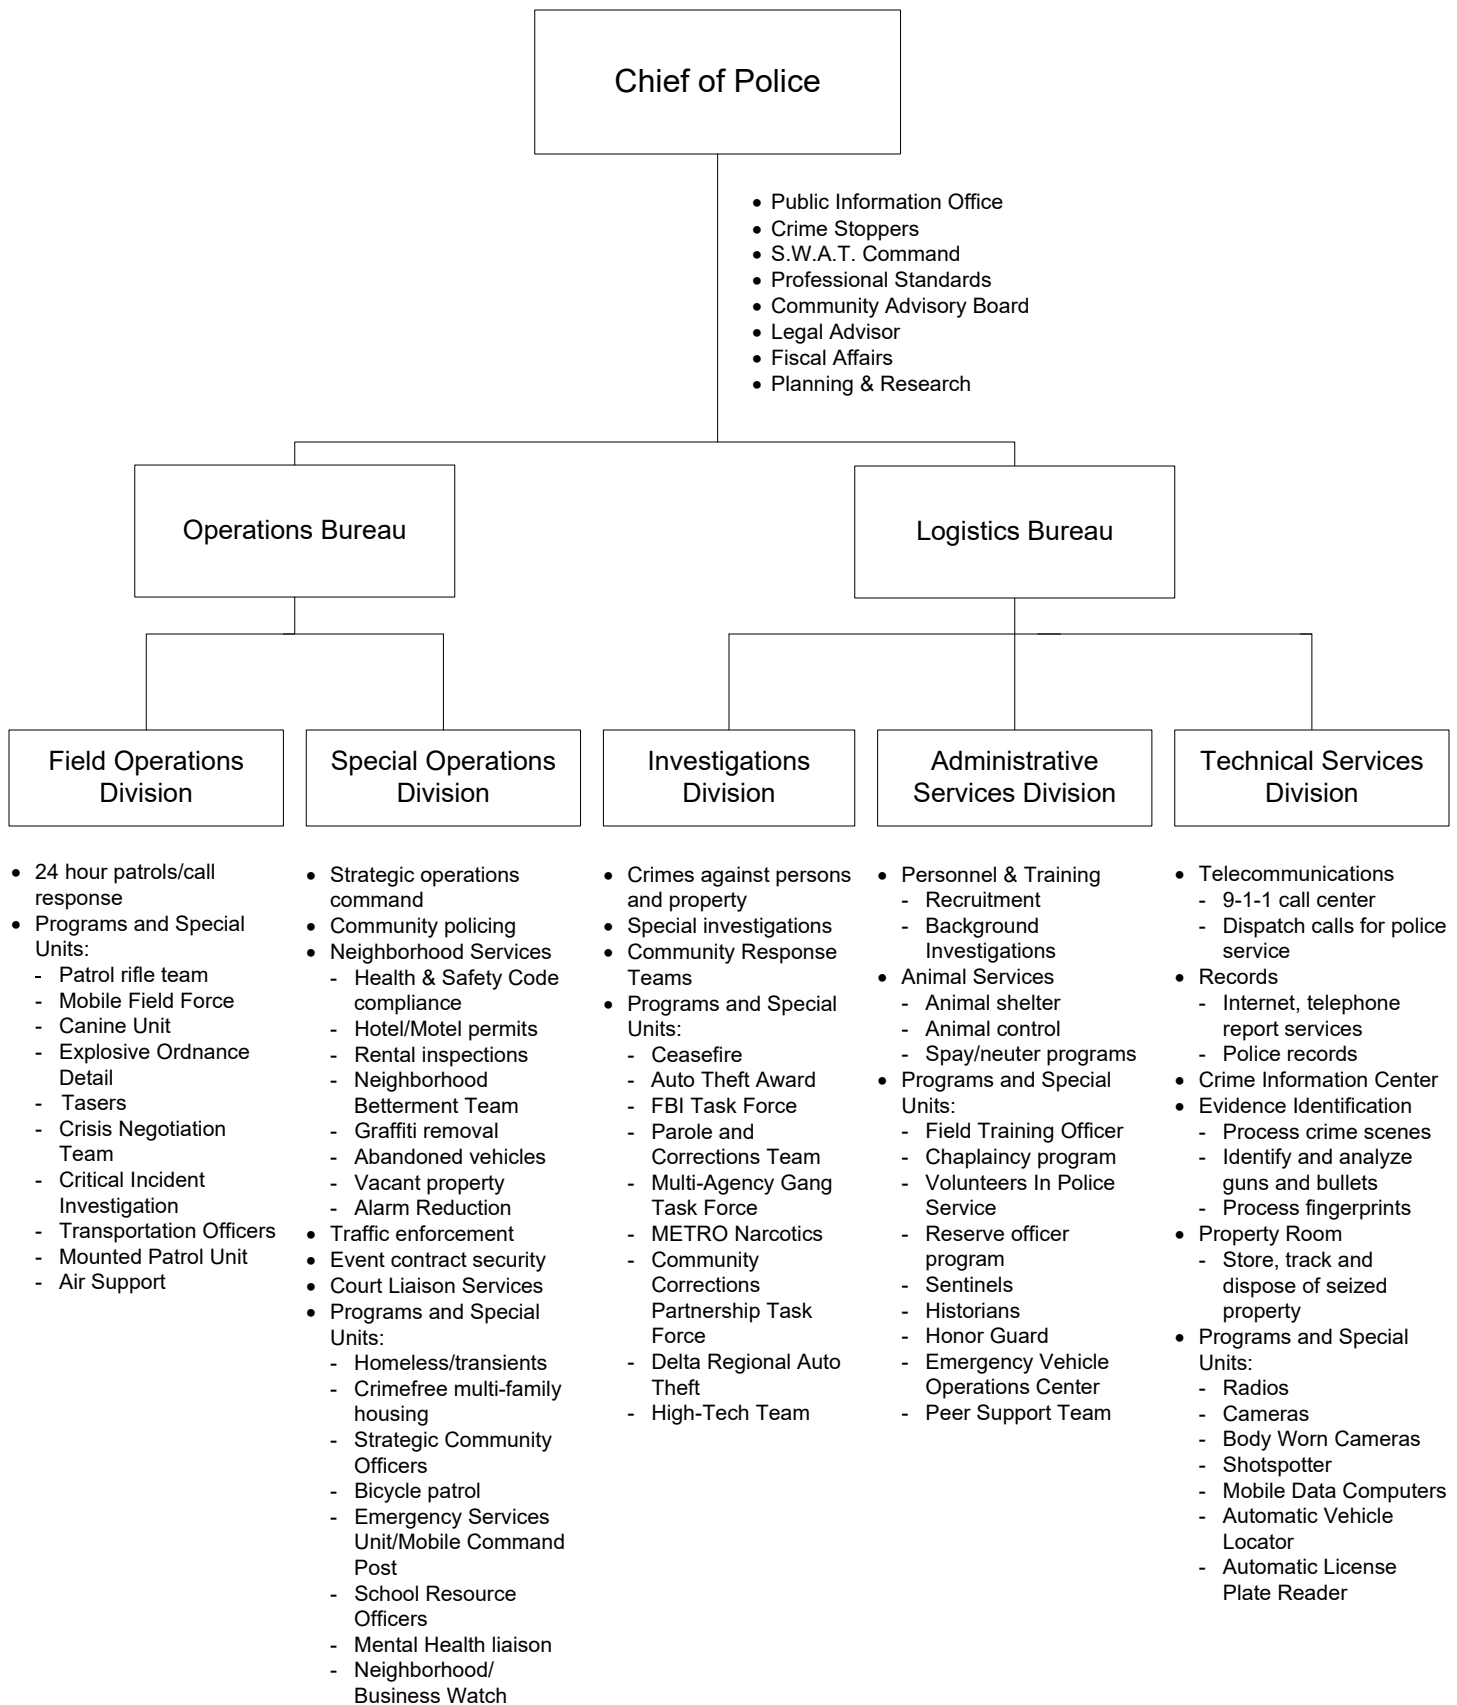 Chief of Police
• Public Information Office
• Crime Stoppers
• S.W.A.T. Command
• Professional Standards
• Community Advisory Board
• Legal Advisor
• Fiscal Affairs
• Planning & Research
Operations Bureau
Logistics Bureau
Field Operations
Division
• 24 hour patrols/call
response
• Programs and Special
Units:
- Patrol rifle team
- Mobile Field Force
- Canine Unit
- Explosive Ordnance
Detail
- Tasers
- Crisis Negotiation
Team
- Critical Incident
Investigation
- Transportation Officers
- Mounted Patrol Unit
- Air Support
Special Operations
Division
• Strategic operations
command
• Community policing
• Neighborhood Services
- Health & Safety Code
compliance
- Hotel/Motel permits
- Rental inspections
- Neighborhood
Betterment Team
- Graffiti removal
- Abandoned vehicles
- Vacant property
- Alarm Reduction
• Traffic enforcement
• Event contract security
• Court Liaison Services
• Programs and Special
Units:
- Homeless/transients
- Crimefree multi-family
housing
- Strategic Community
Officers
- Bicycle patrol
- Emergency Services
Unit/Mobile Command
Post
- School Resource
Officers
- Mental Health liaison
- Neighborhood/
Business Watch
Investigations
Division
• Crimes against persons
and property
• Special investigations
• Community Response
Teams
• Programs and Special
Units:
- Ceasefire
- Auto Theft Award
- FBI Task Force
- Parole and
Corrections Team
- Multi-Agency Gang
Task Force
- METRO Narcotics
- Community
Corrections
Partnership Task
Force
- Delta Regional Auto
Theft
- High-Tech Team
Administrative
Services Division
• Personnel & Training
- Recruitment
- Background
Investigations
• Animal Services
- Animal shelter
- Animal control
- Spay/neuter programs
• Programs and Special
Units:
- Field Training Officer
- Chaplaincy program
- Volunteers In Police
Service
- Reserve officer
program
- Sentinels
- Historians
- Honor Guard
- Emergency Vehicle
Operations Center
- Peer Support Team
Technical Services
Division
• Telecommunications
- 9-1-1 call center
- Dispatch calls for police
service
• Records
- Internet, telephone
report services
- Police records
• Crime Information Center
• Evidence Identification
- Process crime scenes
- Identify and analyze
guns and bullets
- Process fingerprints
• Property Room
- Store, track and
dispose of seized
property
• Programs and Special
Units:
- Radios
- Cameras
- Body Worn Cameras
- Shotspotter
- Mobile Data Computers
- Automatic Vehicle
Locator
- Automatic License
Plate Reader